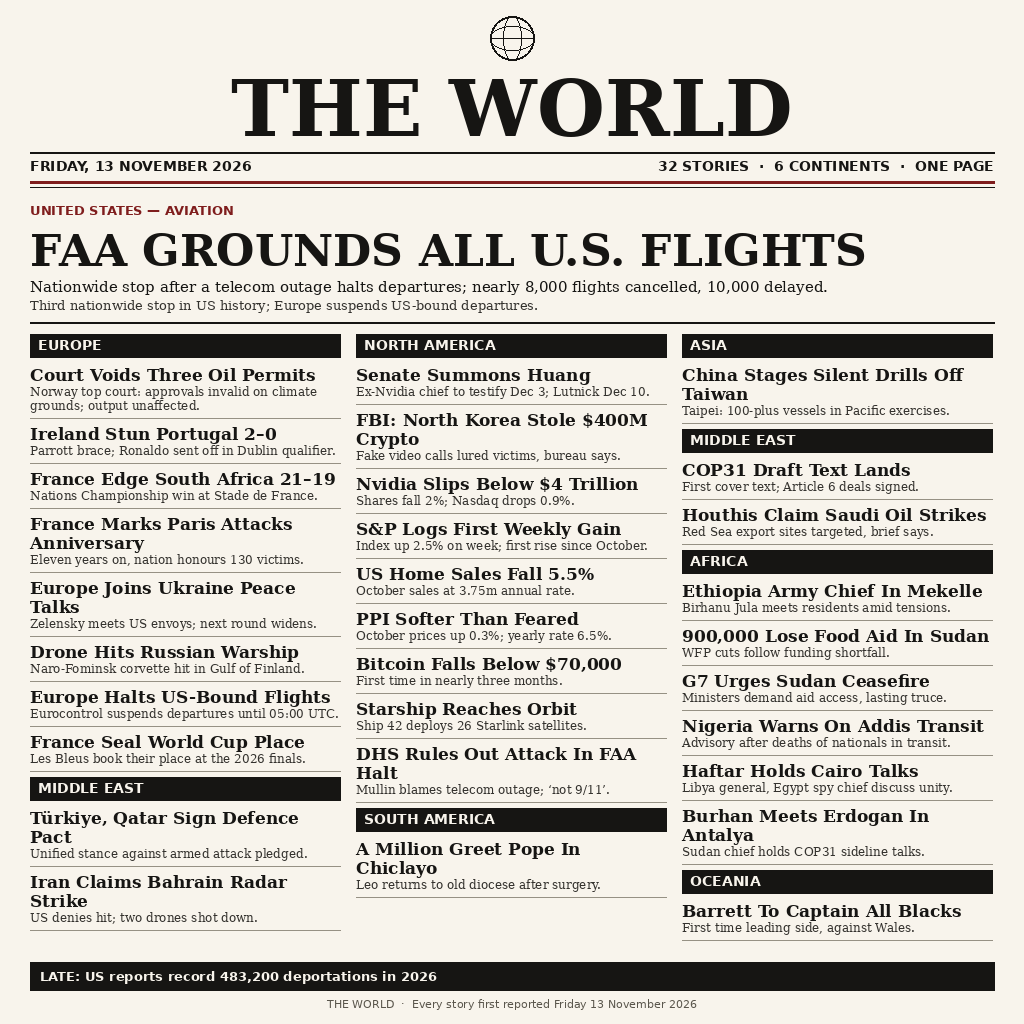 THE WORLD
FRIDAY, 13 NOVEMBER 2026
32 STORIES · 6 CONTINENTS · ONE PAGE
UNITED STATES — AVIATION
FAA GROUNDS ALL U.S. FLIGHTS
Nationwide stop after a telecom outage halts departures; nearly 8,000 flights cancelled, 10,000 delayed.
Third nationwide stop in US history; Europe suspends US-bound departures.
EUROPE
Court Voids Three Oil Permits
Norway top court: approvals invalid on climate
grounds; output unaffected.
Ireland Stun Portugal 2–0
Parrott brace; Ronaldo sent off in Dublin qualifier.
France Edge South Africa 21–19
Nations Championship win at Stade de France.
France Marks Paris Attacks
Anniversary
Eleven years on, nation honours 130 victims.
Europe Joins Ukraine Peace
Talks
Zelensky meets US envoys; next round widens.
Drone Hits Russian Warship
Naro-Fominsk corvette hit in Gulf of Finland.
Europe Halts US-Bound Flights
Eurocontrol suspends departures until 05:00 UTC.
France Seal World Cup Place
Les Bleus book their place at the 2026 finals.
MIDDLE EAST
Türkiye, Qatar Sign Defence
Pact
Unified stance against armed attack pledged.
Iran Claims Bahrain Radar
Strike
US denies hit; two drones shot down.
NORTH AMERICA
Senate Summons Huang
Ex-Nvidia chief to testify Dec 3; Lutnick Dec 10.
FBI: North Korea Stole $400M
Crypto
Fake video calls lured victims, bureau says.
Nvidia Slips Below $4 Trillion
Shares fall 2%; Nasdaq drops 0.9%.
S&P Logs First Weekly Gain
Index up 2.5% on week; first rise since October.
US Home Sales Fall 5.5%
October sales at 3.75m annual rate.
PPI Softer Than Feared
October prices up 0.3%; yearly rate 6.5%.
Bitcoin Falls Below $70,000
First time in nearly three months.
Starship Reaches Orbit
Ship 42 deploys 26 Starlink satellites.
DHS Rules Out Attack In FAA
Halt
Mullin blames telecom outage; ‘not 9/11’.
SOUTH AMERICA
A Million Greet Pope In
Chiclayo
Leo returns to old diocese after surgery.
ASIA
China Stages Silent Drills Off
Taiwan
Taipei: 100-plus vessels in Pacific exercises.
MIDDLE EAST
COP31 Draft Text Lands
First cover text; Article 6 deals signed.
Houthis Claim Saudi Oil Strikes
Red Sea export sites targeted, brief says.
AFRICA
Ethiopia Army Chief In Mekelle
Birhanu Jula meets residents amid tensions.
900,000 Lose Food Aid In Sudan
WFP cuts follow funding shortfall.
G7 Urges Sudan Ceasefire
Ministers demand aid access, lasting truce.
Nigeria Warns On Addis Transit
Advisory after deaths of nationals in transit.
Haftar Holds Cairo Talks
Libya general, Egypt spy chief discuss unity.
Burhan Meets Erdogan In
Antalya
Sudan chief holds COP31 sideline talks.
OCEANIA
Barrett To Captain All Blacks
First time leading side, against Wales.
LATE: US reports record 483,200 deportations in 2026
THE WORLD · Every story first reported Friday 13 November 2026